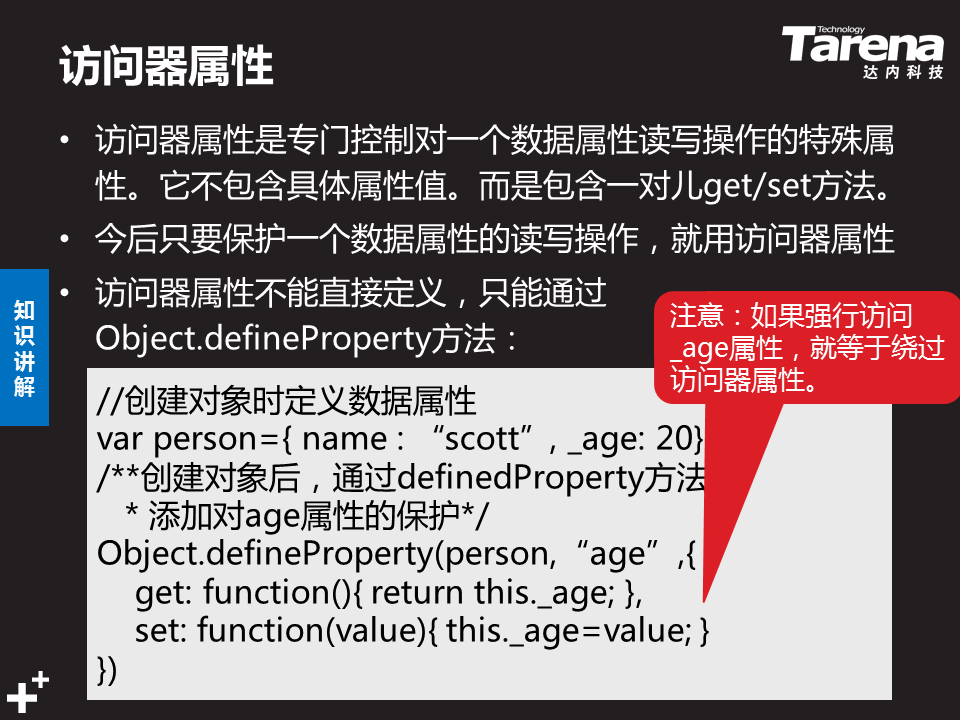 访问器属性
Technology
Tarena
达内科技
• 访问器属性是专门控制对一个数据属性读写操作的特殊属
性。它不包含具体属性值。而是包含一对儿get/set方法。
• 今后只要保护一个数据属性的读写操作，就用访问器属性
• 访问器属性不能直接定义，只能通过
Object.defineProperty方法：
知
识
讲
解
注意：如果强行访问
_age属性，就等于绕过
访问器属性。
//创建对象时定义数据属性
var person={ name : “scott”, _age: 20}
/**创建对象后，通过definedProperty方法
* 添加对age属性的保护*/
Object.defineProperty(person,“age”,{
get: function(){ return this._age; },
set: function(value){ this._age=value; }
})